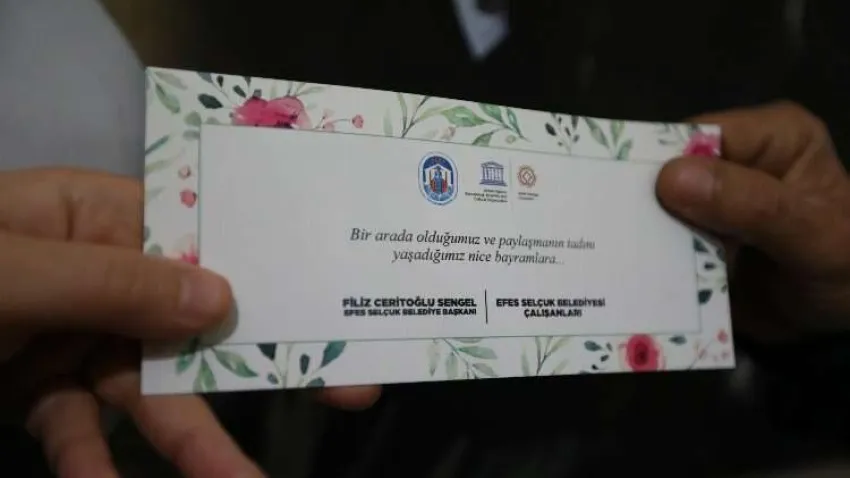 Bir arada olduğumuz ve paylaşmanın tadını
yaşadığımız nice bayramlara...
FİLİZ CERİTOĞLU SENGEL
EFES SELÇUK BELEDİYE BAŞKANI
EFES SELÇUK BELEDİYESİ
ÇALIŞANLARI